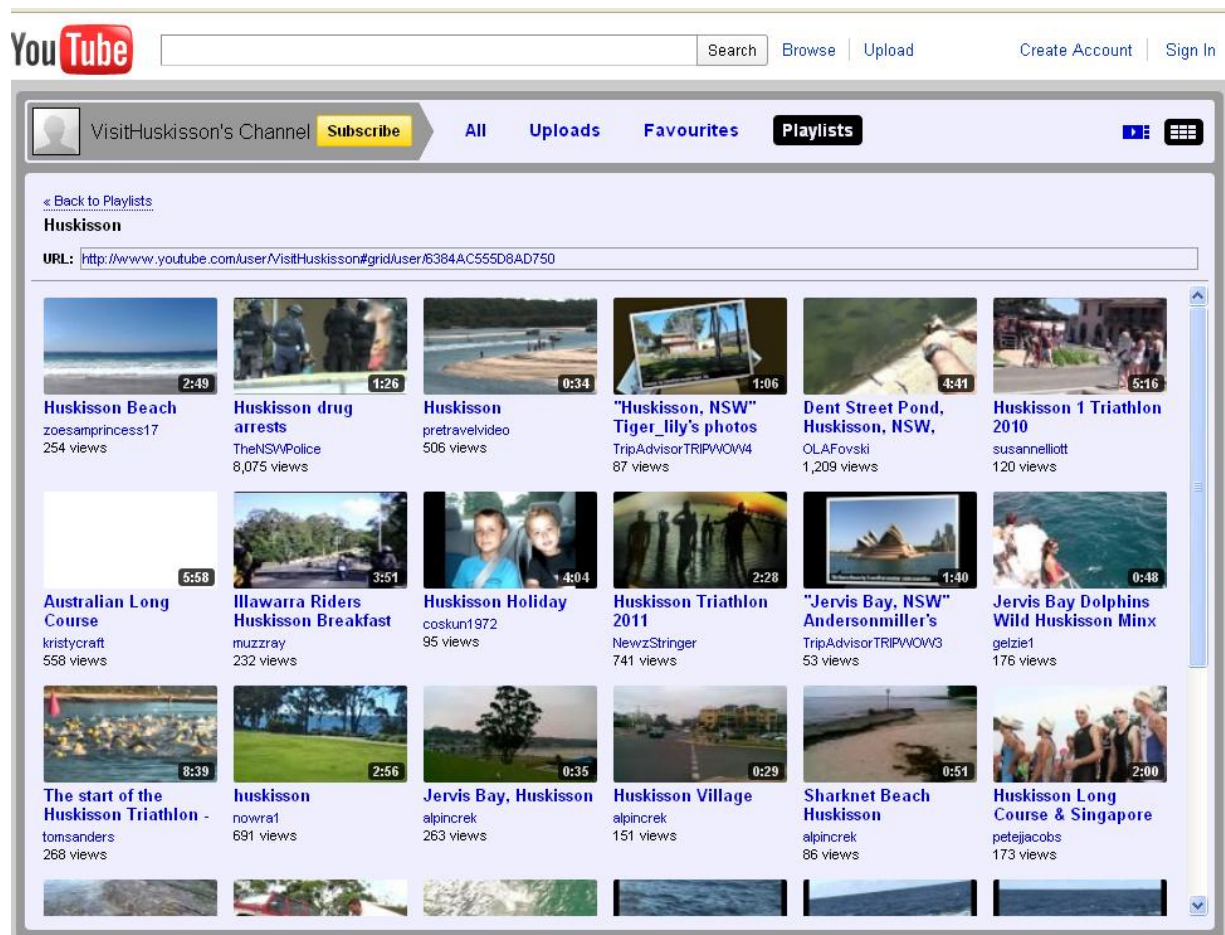 You Tube Search Browse Upload Create Account Sign In
VisitHuskisson's Channel Subscribe All Uploads Favourites Playlists
« Back to Playlists
Huskisson
URL: http://www.youtube.com/user/VisitHuskisson#grid/user/6384AC555D8AD750
2:49
Huskisson Beach
zoesamprincess17
254 views
1:26
Huskisson drug
arrests
TheNSWPolice
8,075 views
0:34
Huskisson
pretravelvideo
506 views
1:06
"Huskisson, NSW"
Tiger_lily's photos
TripAdvisorTRIPWOW4
87 views
4:41
Dent Street Pond,
Huskisson, NSW,
OLAFovski
1,209 views
5:16
Huskisson 1 Triathlon
2010
susannelliott
120 views
5:58
Australian Long
Course
kristycraft
558 views
3:51
Illawarra Riders
Huskisson Breakfast
muzzray
232 views
4:04
Huskisson Holiday
coskun1972
95 views
2:28
Huskisson Triathlon
2011
NewzStringer
741 views
1:40
"Jervis Bay, NSW"
Andersonmiller's
TripAdvisorTRIPWOW3
53 views
0:48
Jervis Bay Dolphins
Wild Huskisson Minx
gelzie1
176 views
8:39
The start of the
Huskisson Triathlon -
tomsanders
268 views
2:56
huskisson
nowra1
691 views
0:35
Jervis Bay, Huskisson
alpincrek
263 views
0:29
Huskisson Village
alpincrek
151 views
0:51
Sharknet Beach
Huskisson
alpincrek
86 views
2:00
Huskisson Long
Course & Singapore
petejjacobs
173 views